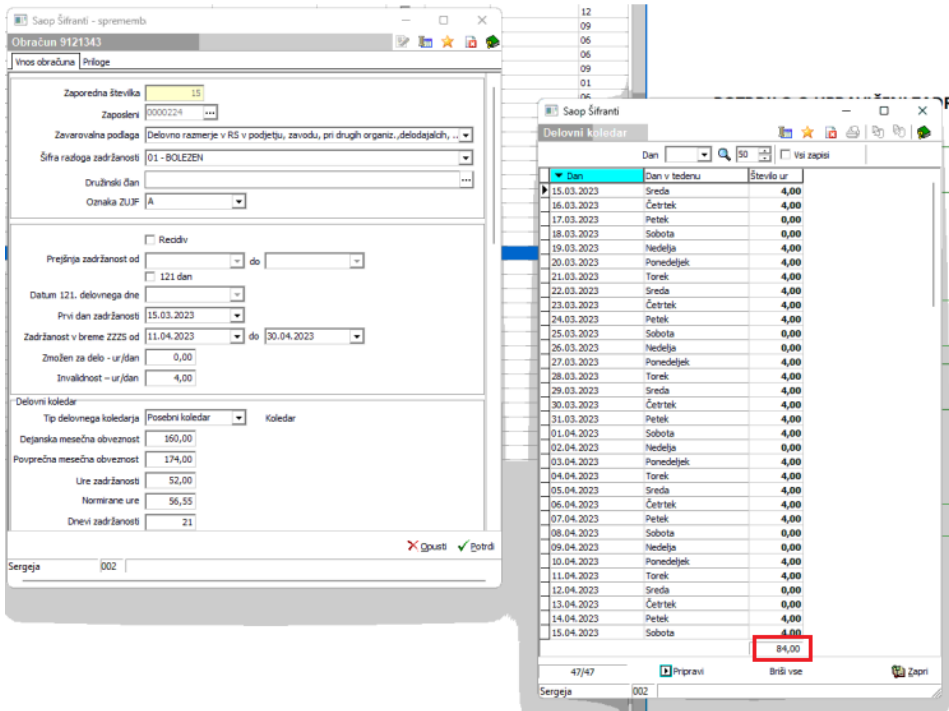 Saop Šifranti - spremembi
Obračun 9121343
Vnos obračuna Priloge
Zaporedna številka 15
Zaposleni 0000224 ...
Zavarovalna podlaga Delovno razmerje v RS v podjetju, zavodu, pri drugih organiz.,delodajalcih, ..
Šifra razloga zadržanosti 01 - BOLEZEN
Družinski član ...
Oznaka ZUJF A
Recidiv
Prejšnja zadržanost od do
121 dan
Datum 121. delovnega dne
Prvi dan zadržanosti 15.03.2023
Zadržanost v breme ZZZS od 11.04.2023 do 30.04.2023
Zmožen za delo - ur/dan 0,00
Invalidnost – ur/dan 4,00
Delovni koledar
Tip delovnega koledarja Posebni koledar Koledar
Dejanska mesečna obveznost 160,00
Povprečna mesečna obveznost 174,00
Ure zadržanosti 52,00
Normirane ure 56,55
Dnevi zadržanosti 21
Opusti Potrdi
Sergeja 002
12
09
06
06
09
01
06
Saop Šifranti
Delovni koledar
Dan 50 Vsi zapisi
Dan Dan v tednu Število ur
15.03.2023 Sreda 4,00
16.03.2023 Četrtek 4,00
17.03.2023 Petek 0,00
18.03.2023 Sobota 0,00
19.03.2023 Nedelja 4,00
20.03.2023 Ponedeljek 4,00
21.03.2023 Torek 4,00
22.03.2023 Sreda 4,00
23.03.2023 Četrtek 4,00
24.03.2023 Petek 4,00
25.03.2023 Sobota 0,00
26.03.2023 Nedelja 0,00
27.03.2023 Ponedeljek 4,00
28.03.2023 Torek 4,00
29.03.2023 Sreda 4,00
30.03.2023 Četrtek 4,00
31.03.2023 Petek 4,00
01.04.2023 Sobota 4,00
02.04.2023 Nedelja 0,00
03.04.2023 Ponedeljek 4,00
04.04.2023 Torek 4,00
05.04.2023 Sreda 4,00
06.04.2023 Četrtek 4,00
07.04.2023 Petek 4,00
08.04.2023 Sobota 0,00
09.04.2023 Nedelja 0,00
10.04.2023 Ponedeljek 4,00
11.04.2023 Torek 4,00
12.04.2023 Sreda 0,00
13.04.2023 Četrtek 0,00
14.04.2023 Petek 4,00
15.04.2023 Sobota 4,00
84,00
47/47 Pripravi Briši vse Zapri
Sergeja 002